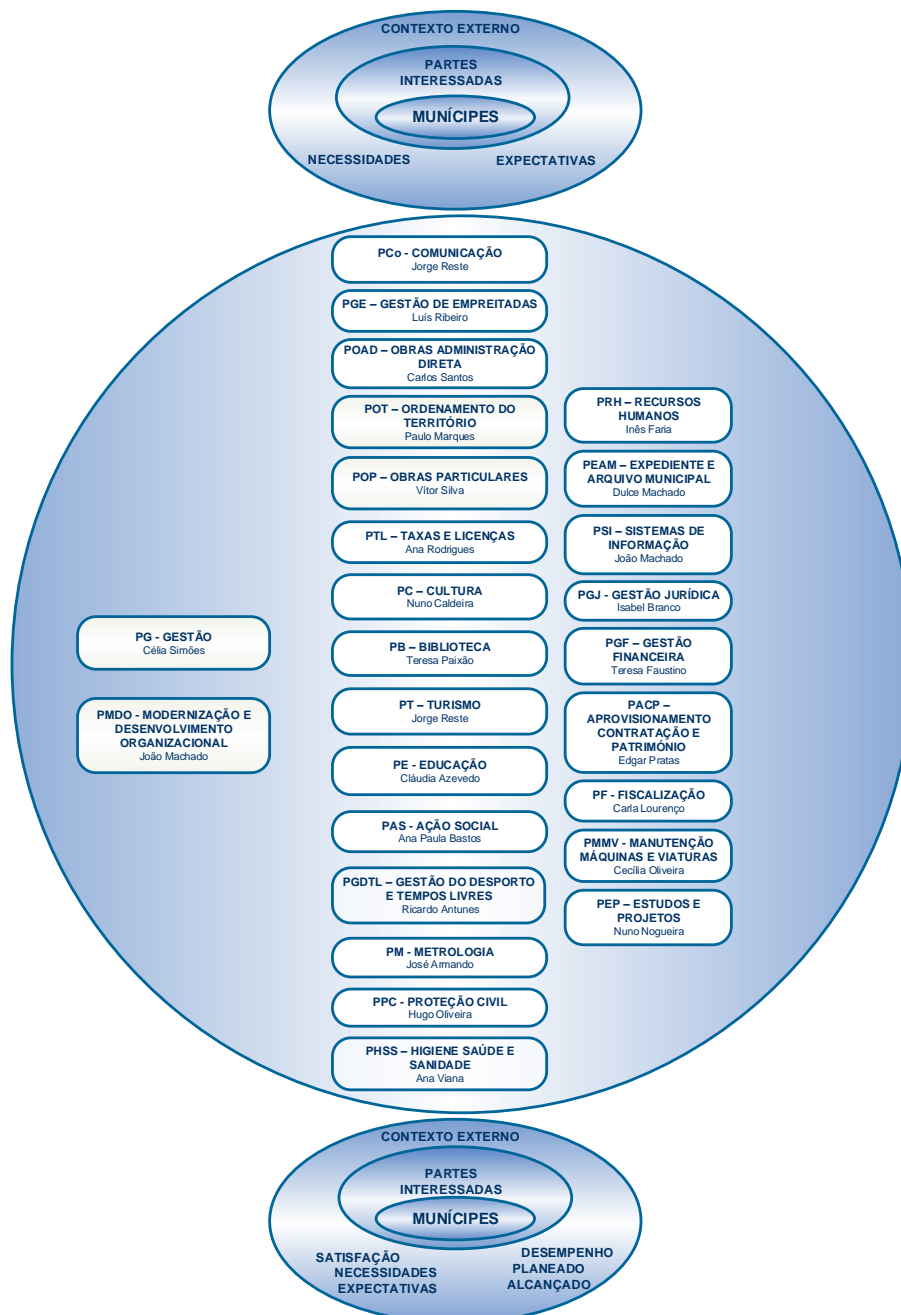 CONTEXTO EXTERNO
PARTES
INTERESSADAS
MUNÍCIPES
NECESSIDADES
EXPECTATIVAS
PG - GESTÃO
Célia Simões
PMDO - MODERNIZAÇÃO E
DESENVOLVIMENTO
ORGANIZACIONAL
João Machado
PCo - COMUNICAÇÃO
Jorge Reste
PGE – GESTÃO DE EMPREITADAS
Luís Ribeiro
POAD – OBRAS ADMINISTRAÇÃO
DIRETA
Carlos Santos
POT – ORDENAMENTO DO
TERRITÓRIO
Paulo Marques
POP – OBRAS PARTICULARES
Vítor Silva
PTL – TAXAS E LICENÇAS
Ana Rodrigues
PC – CULTURA
Nuno Caldeira
PB – BIBLIOTECA
Teresa Paixão
PT – TURISMO
Jorge Reste
PE - EDUCAÇÃO
Cláudia Azevedo
PAS - AÇÃO SOCIAL
Ana Paula Bastos
PGDTL – GESTÃO DO DESPORTO
E TEMPOS LIVRES
Ricardo Antunes
PM - METROLOGIA
José Armando
PPC - PROTEÇÃO CIVIL
Hugo Oliveira
PHSS – HIGIENE SAÚDE E
SANIDADE
Ana Viana
PRH – RECURSOS
HUMANOS
Inês Faria
PEAM – EXPEDIENTE E
ARQUIVO MUNICIPAL
Dulce Machado
PSI – SISTEMAS DE
INFORMAÇÃO
João Machado
PGJ - GESTÃO JURÍDICA
Isabel Branco
PGF – GESTÃO
FINANCEIRA
Teresa Faustino
PACP –
APROVISIONAMENTO
CONTRATAÇÃO E
PATRIMÓNIO
Edgar Pratas
PF - FISCALIZAÇÃO
Carla Lourenço
PMMV - MANUTENÇÃO
MÁQUINAS E VIATURAS
Cecília Oliveira
PEP – ESTUDOS E
PROJETOS
Nuno Nogueira
CONTEXTO EXTERNO
PARTES
INTERESSADAS
MUNÍCIPES
SATISFAÇÃO
NECESSIDADES
EXPECTATIVAS
DESEMPENHO
PLANEADO
ALCANÇADO